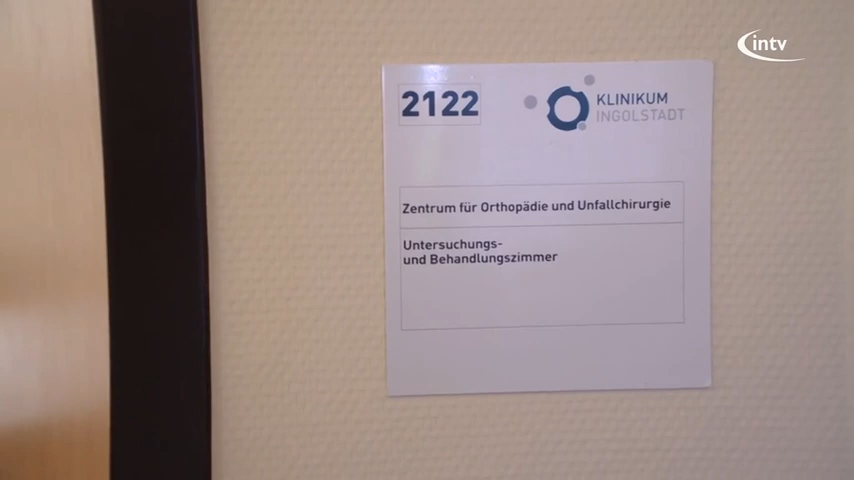 intv
2122
KLINIKUM
INGOLSTADT
Zentrum für Orthopädie und Unfallchirurgie
Untersuchungs-
und Behandlungszimmer